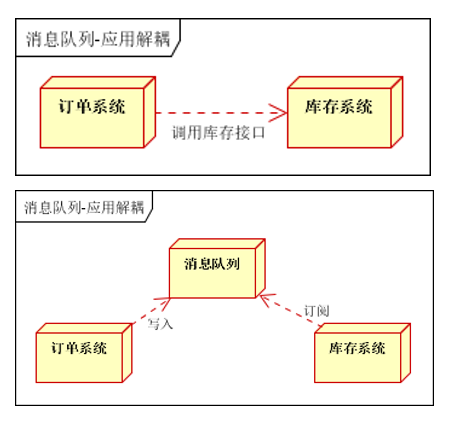 消息队列-应用解耦
订单系统
库存系统
调用库存接口
消息队列-应用解耦
消息队列
写入
订阅
订单系统
库存系统